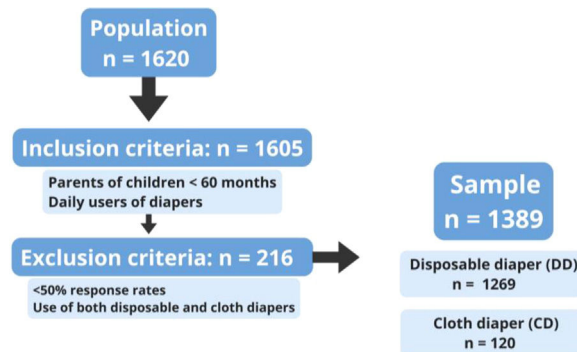 Population
n = 1620
Inclusion criteria: n = 1605
Parents of children < 60 months
Daily users of diapers
Exclusion criteria: n = 216
<50% response rates
Use of both disposable and cloth diapers
Sample
n = 1389
Disposable diaper (DD)
n = 1269
Cloth diaper (CD)
n = 120